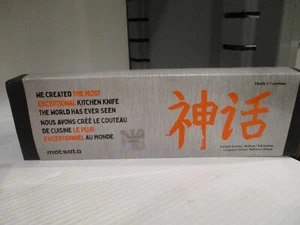 WE CREATED THE MOST
EXCEPTIONAL KITCHEN KNIFE
THE WORLD HAS EVER SEEN
NOUS AVONS CRÉÉ LE COUTEAU
DE CUISINE LE PLUS
EXCEPTIONNEL AU MONDE
神话